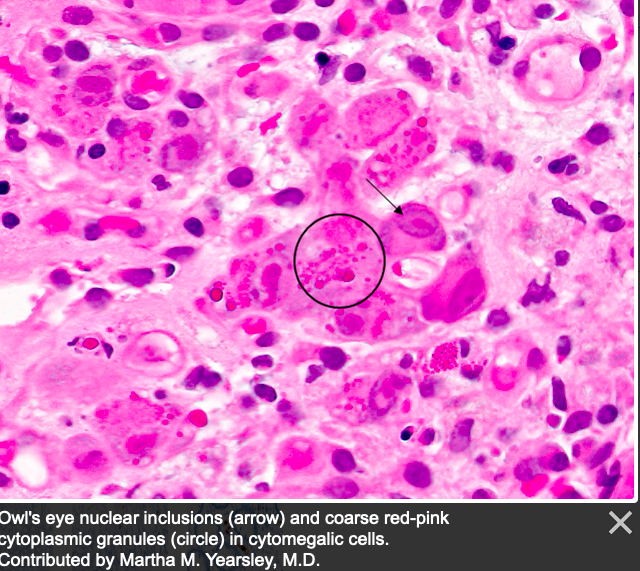 Owl's eye nuclear inclusions (arrow) and coarse red-pink
cytoplasmic granules (circle) in cytomegalic cells.
Contributed by Martha M. Yearsley, M.D.